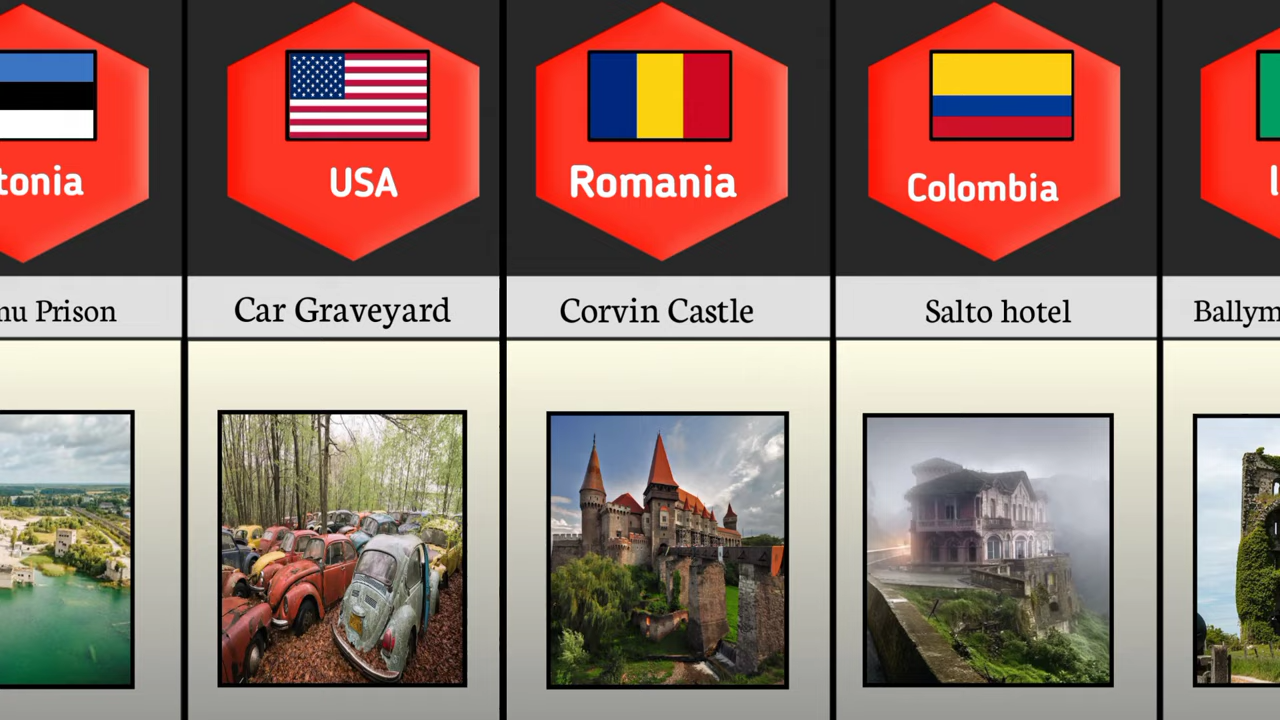 tonia
USA
Romania
Colombia
nu Prison
Car Graveyard
Corvin Castle
Salto hotel
Ballym